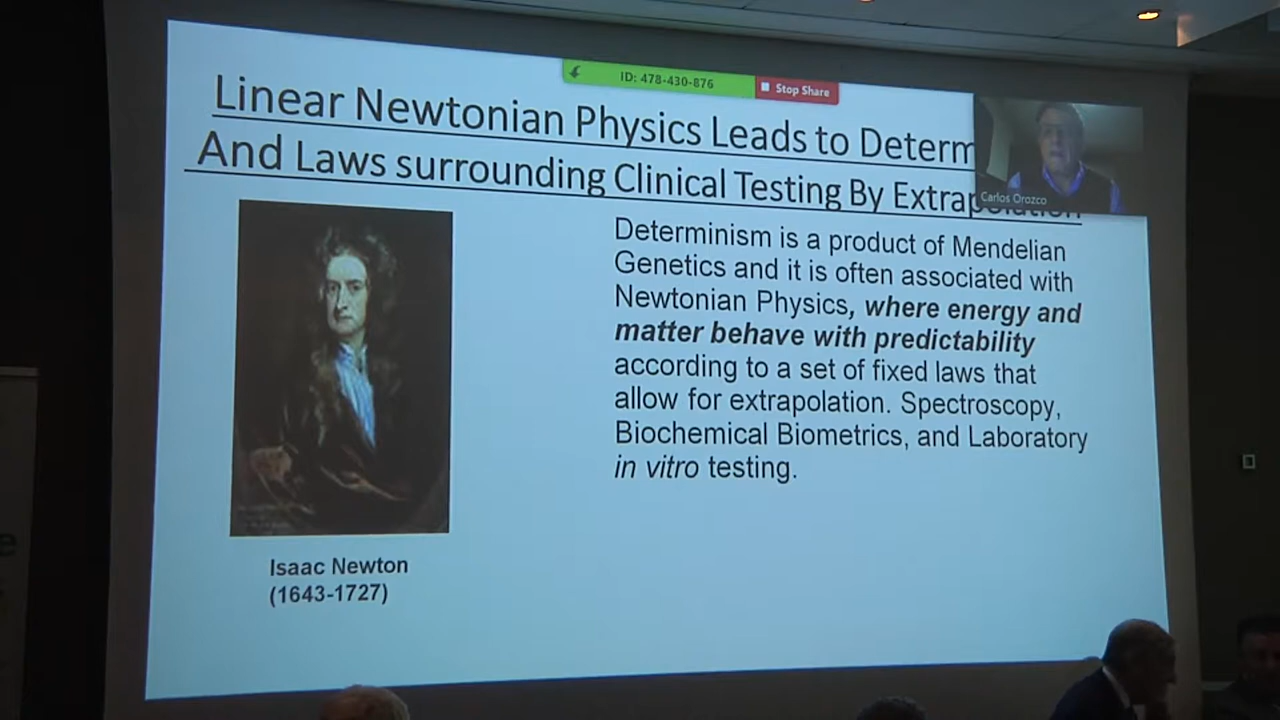 ID: 478-430-876
Stop Share
Linear Newtonian Physics Leads to Determ
And Laws surrounding Clinical Testing By Extrapolation
Carlos Orozco
Determinism is a product of Mendelian
Genetics and it is often associated with
Newtonian Physics, where energy and
matter behave with predictability
according to a set of fixed laws that
allow for extrapolation. Spectroscopy,
Biochemical Biometrics, and Laboratory
in vitro testing.
Isaac Newton
(1643-1727)